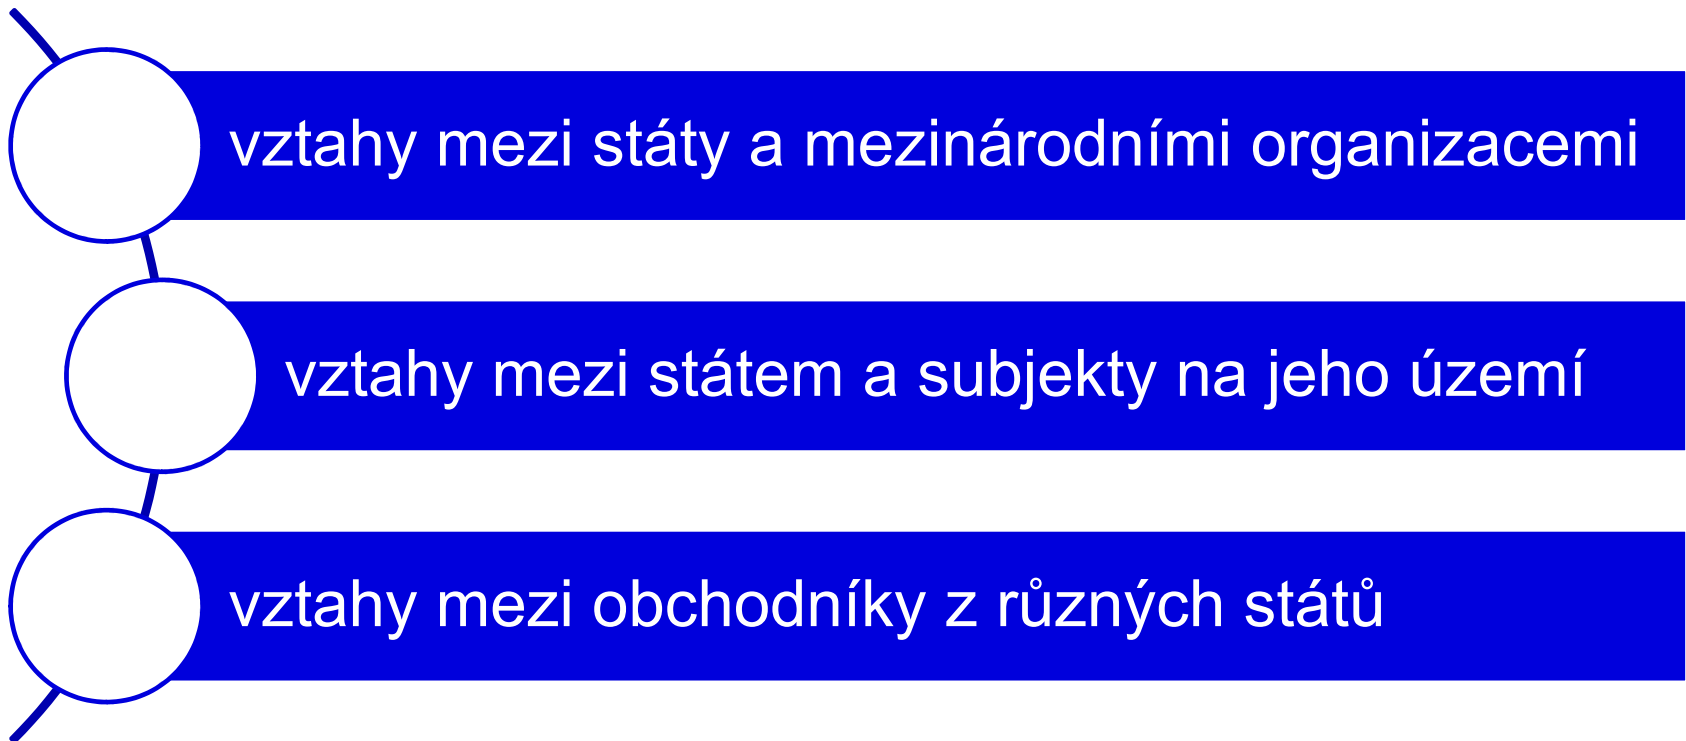 vztahy mezi státy a mezinárodními organizacemi
vztahy mezi státem a subjekty na jeho území
vztahy mezi obchodníky z různých států